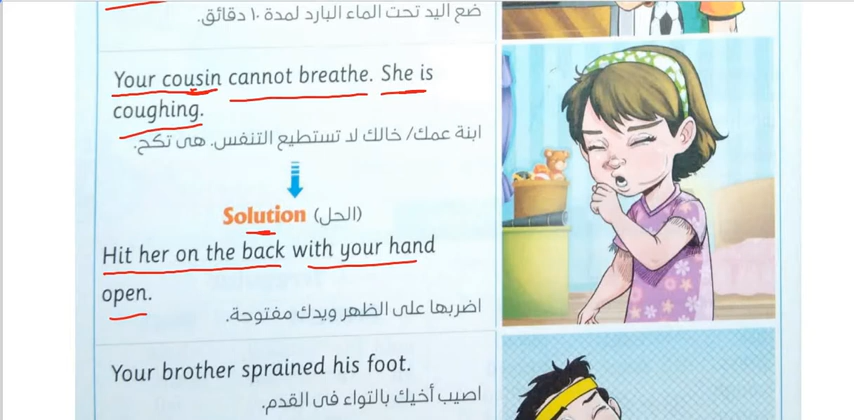 ضع اليد تحت الماء البارد لمدة ١٠ دقائق.
Your cousin cannot breathe. She is
coughing.
ابنة عمك/ خالك لا تستطيع التنفس. هى تكح.
Solution (الحل)
Hit her on the back with your hand
open.
اضربها على الظهر ويدك مفتوحة.
Your brother sprained his foot.
اصيب أخيك بالتواء فى القدم.